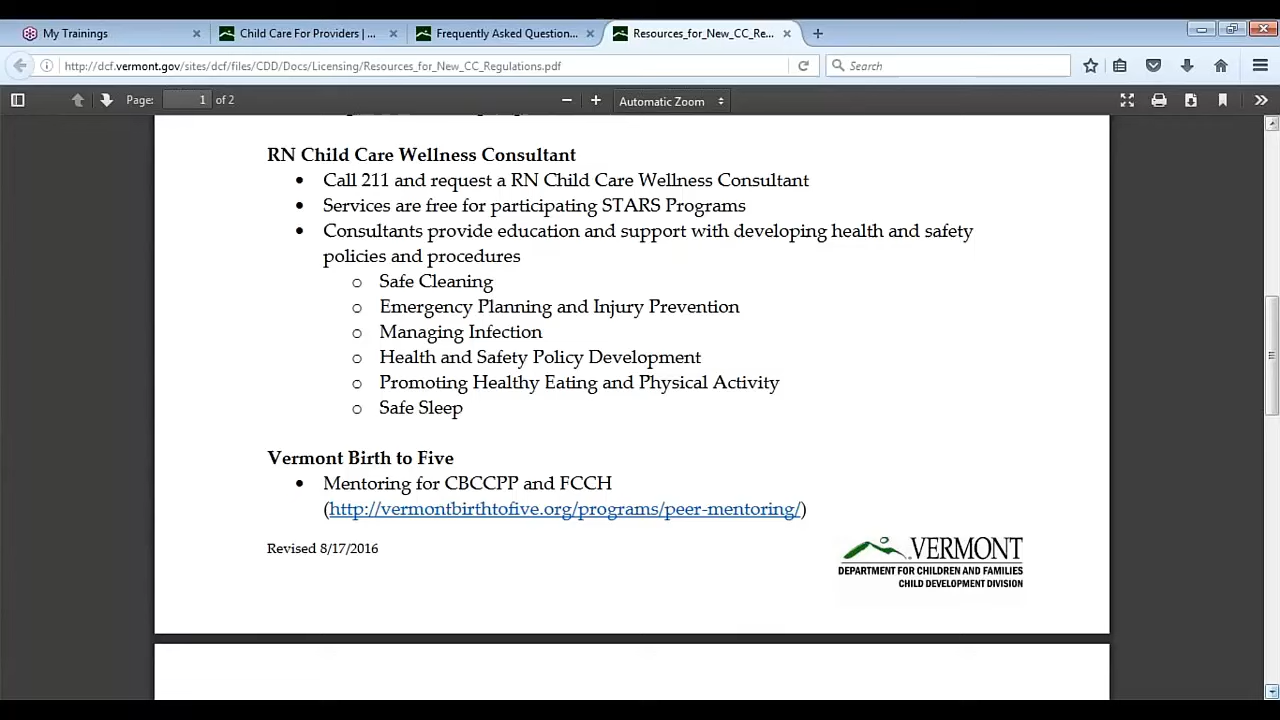 My Trainings
Child Care For Providers | ...
Frequently Asked Question...
Resources_for_New_CC_Re...
http://dcf.vermont.gov/sites/dcf/files/CDD/Docs/Licensing/Resources_for_New_CC_Regulations.pdf
Search
Page: 1 of 2
Automatic Zoom
RN Child Care Wellness Consultant
• Call 211 and request a RN Child Care Wellness Consultant
• Services are free for participating STARS Programs
• Consultants provide education and support with developing health and safety
policies and procedures
o Safe Cleaning
o Emergency Planning and Injury Prevention
o Managing Infection
o Health and Safety Policy Development
o Promoting Healthy Eating and Physical Activity
o Safe Sleep
Vermont Birth to Five
• Mentoring for CBCCPP and FCCH
(http://vermontbirthtofive.org/programs/peer-mentoring/)
Revised 8/17/2016
VERMONT
DEPARTMENT FOR CHILDREN AND FAMILIES
CHILD DEVELOPMENT DIVISION